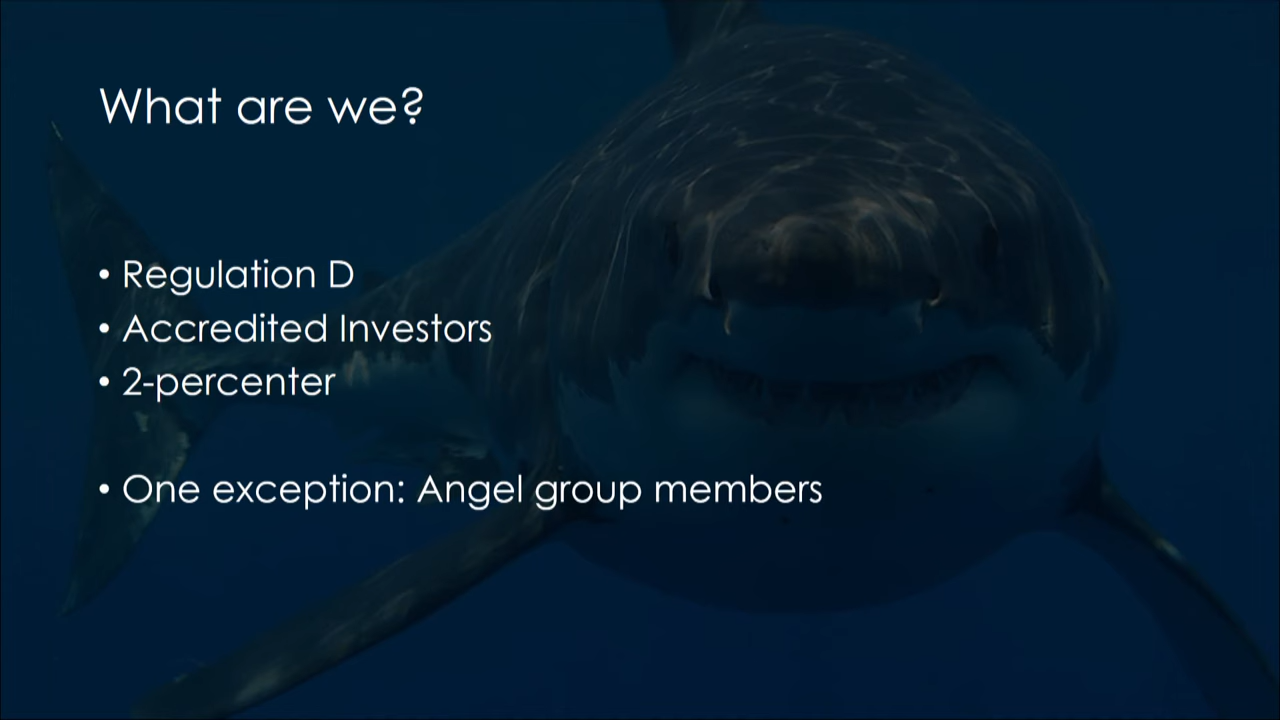 What are we?
• Regulation D
• Accredited Investors
• 2-percenter
• One exception: Angel group members